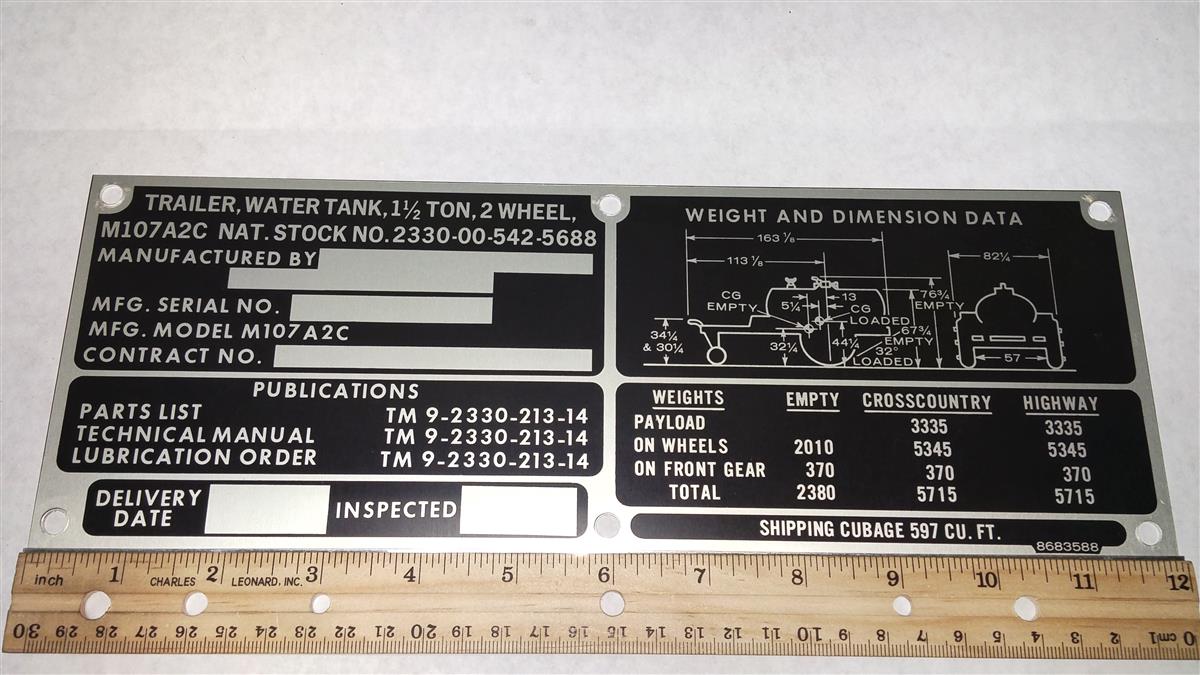 TRAILER, WATER TANK, 1½ TON, 2 WHEEL,
M107A2C NAT. STOCK NO. 2330-00-542-5688
MANUFACTURED BY
MFG. SERIAL NO.
MFG. MODEL M107A2C
CONTRACT NO.
PUBLICATIONS
PARTS LIST TM 9-2330-213-14
TECHNICAL MANUAL TM 9-2330-213-14
LUBRICATION ORDER TM 9-2330-213-14
DELIVERY
DATE
INSPECTED
WEIGHT AND DIMENSION DATA
163 ⅛
113 ⅛
82¼
CG
EMPTY
5¼
13
CG
LOADED
76¾
EMPTY
67¾
EMPTY
34¼
& 30¼
32¼
44¼
32°
LOADED
57
WEIGHTS EMPTY CROSSCOUNTRY HIGHWAY
PAYLOAD 3335 3335
ON WHEELS 2010 5345 5345
ON FRONT GEAR 370 370 370
TOTAL 2380 5715 5715
SHIPPING CUBAGE 597 CU. FT.
8683588
inch 1 CHARLES 2 LEONARD, INC. 3 4 5 6 7 8 9 10 11 12
30 29 28 27 26 25 24 23 22 21 20 19 18 17 16 15 14 13 12 11 10 9 8 7 6 5 4 3 2 1 cm 0